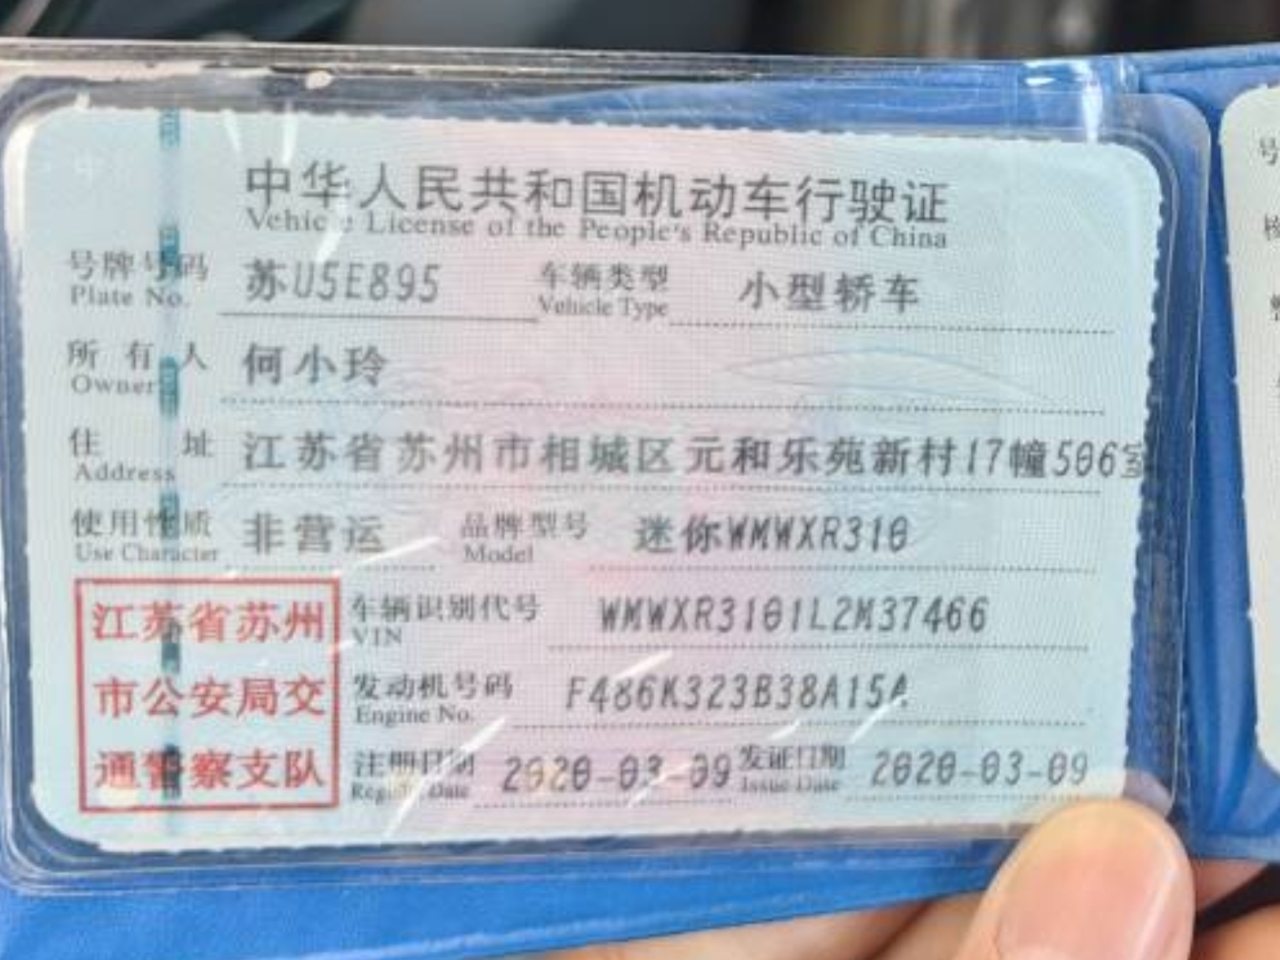 中华人民共和国机动车行驶证
Vehicle License of the People's Republic of China
号牌号码 苏U5E895 车辆类型 小型轿车
Plate No. Vehicle Type
所有人 何小玲
Owner
住址 江苏省苏州市相城区元和乐苑新村17幢506室
Address
使用性质 非营运 品牌型号 迷你WMWXR310
Use Character Model
江苏省苏州 车辆识别代号 WMWXR3101L2M37466
VIN
市公安局交 发动机号码 F486K323B38A15A
Engine No.
通警察支队 注册日期 2020-03-09 发证日期 2020-03-09
Register Date Issue Date
号